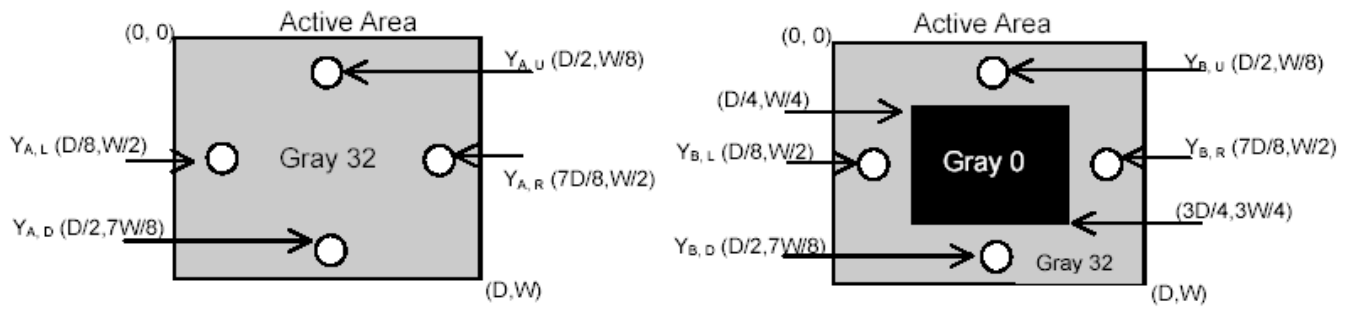 Active Area
(0, 0)
Y_A, U (D/2,W/8)
Y_A, L (D/8,W/2)
Gray 32
Y_A, R (7D/8,W/2)
Y_A, D (D/2,7W/8)
(D,W)
Active Area
(0, 0)
Y_B, U (D/2,W/8)
(D/4,W/4)
Y_B, L (D/8,W/2)
Gray 0
Y_B, R (7D/8,W/2)
(3D/4,3W/4)
Y_B, D (D/2,7W/8)
Gray 32
(D,W)